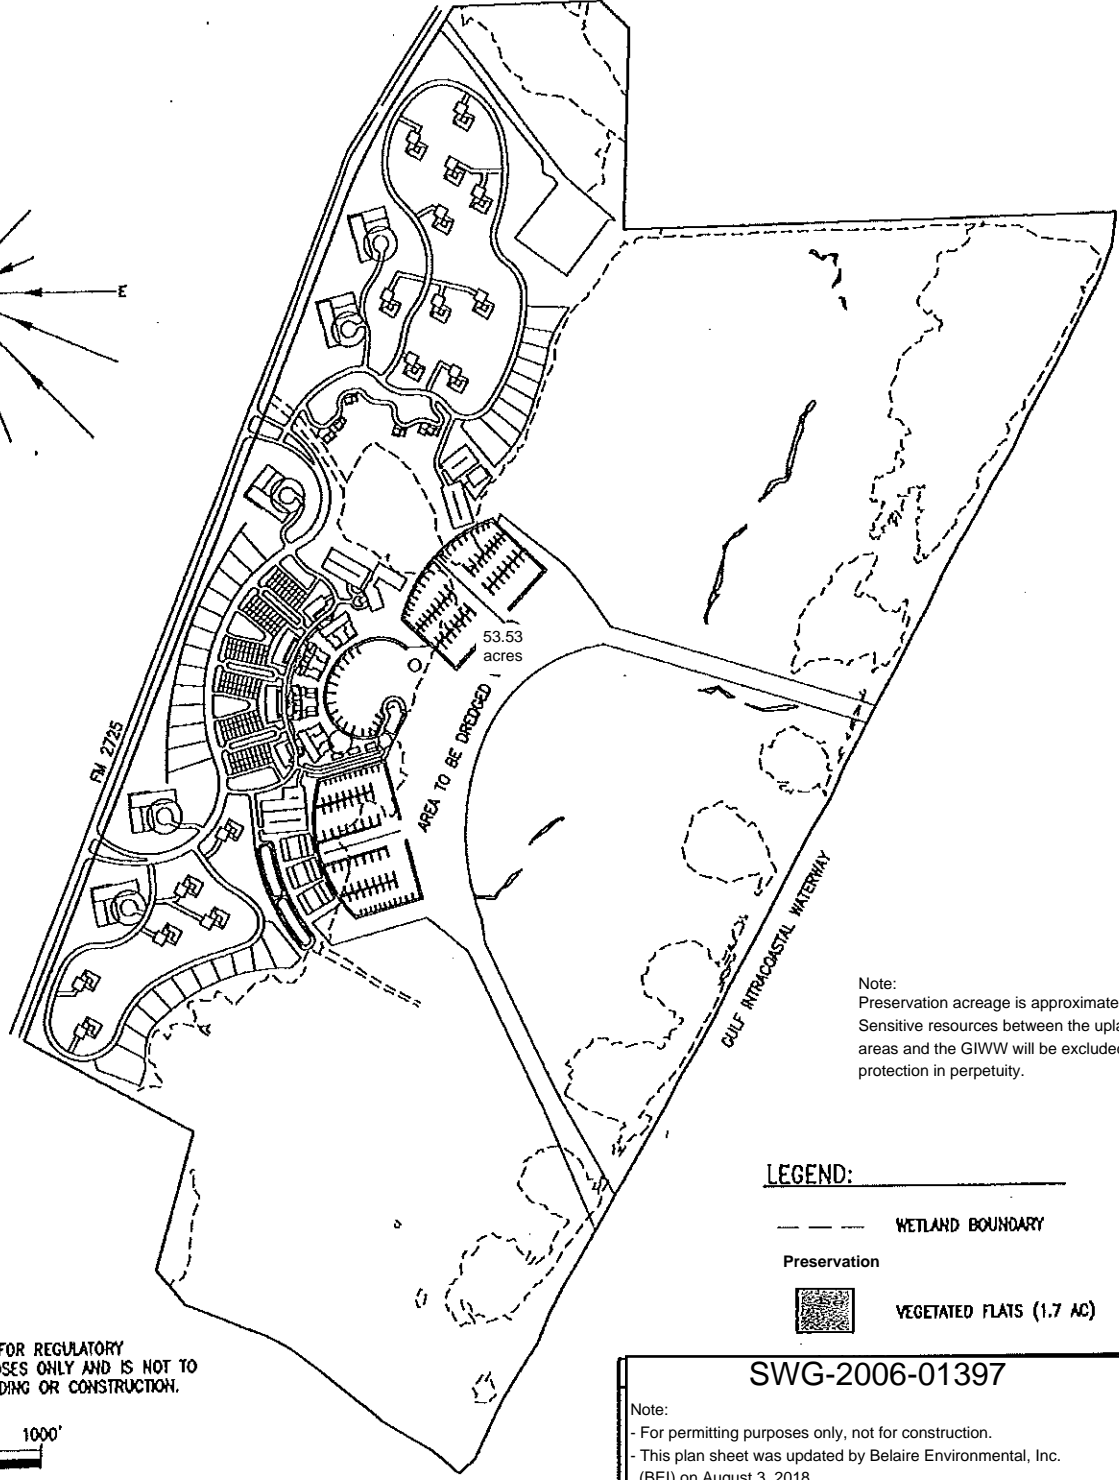 E
53.53
acres
AREA TO BE DREDGED
FM 2725
GULF INTRACOASTAL WATERWAY
Note:
Preservation acreage is approximate
Sensitive resources between the upla
areas and the GIWW will be excluded
protection in perpetuity.
LEGEND:
WETLAND BOUNDARY
Preservation
VEGETATED FLATS (1.7 AC)
FOR REGULATORY
OSES ONLY AND IS NOT TO
DING OR CONSTRUCTION.
1000'
SWG-2006-01397
Note:
- For permitting purposes only, not for construction.
- This plan sheet was updated by Belaire Environmental, Inc.
(BEI) on August 3, 2018